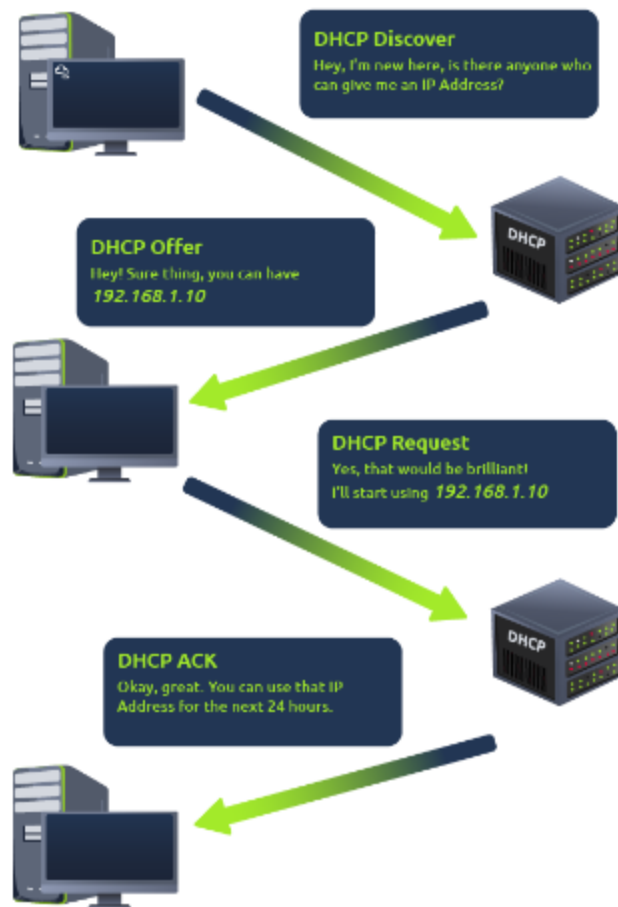 DHCP Discover
Hey, I'm new here, is there anyone who
can give me an IP Address?
DHCP
DHCP Offer
Hey! Sure thing, you can have
192.168.1.10
DHCP Request
Yes, that would be brilliant!
I'll start using 192.168.1.10
DHCP
DHCP ACK
Okay, great. You can use that IP
Address for the next 24 hours.